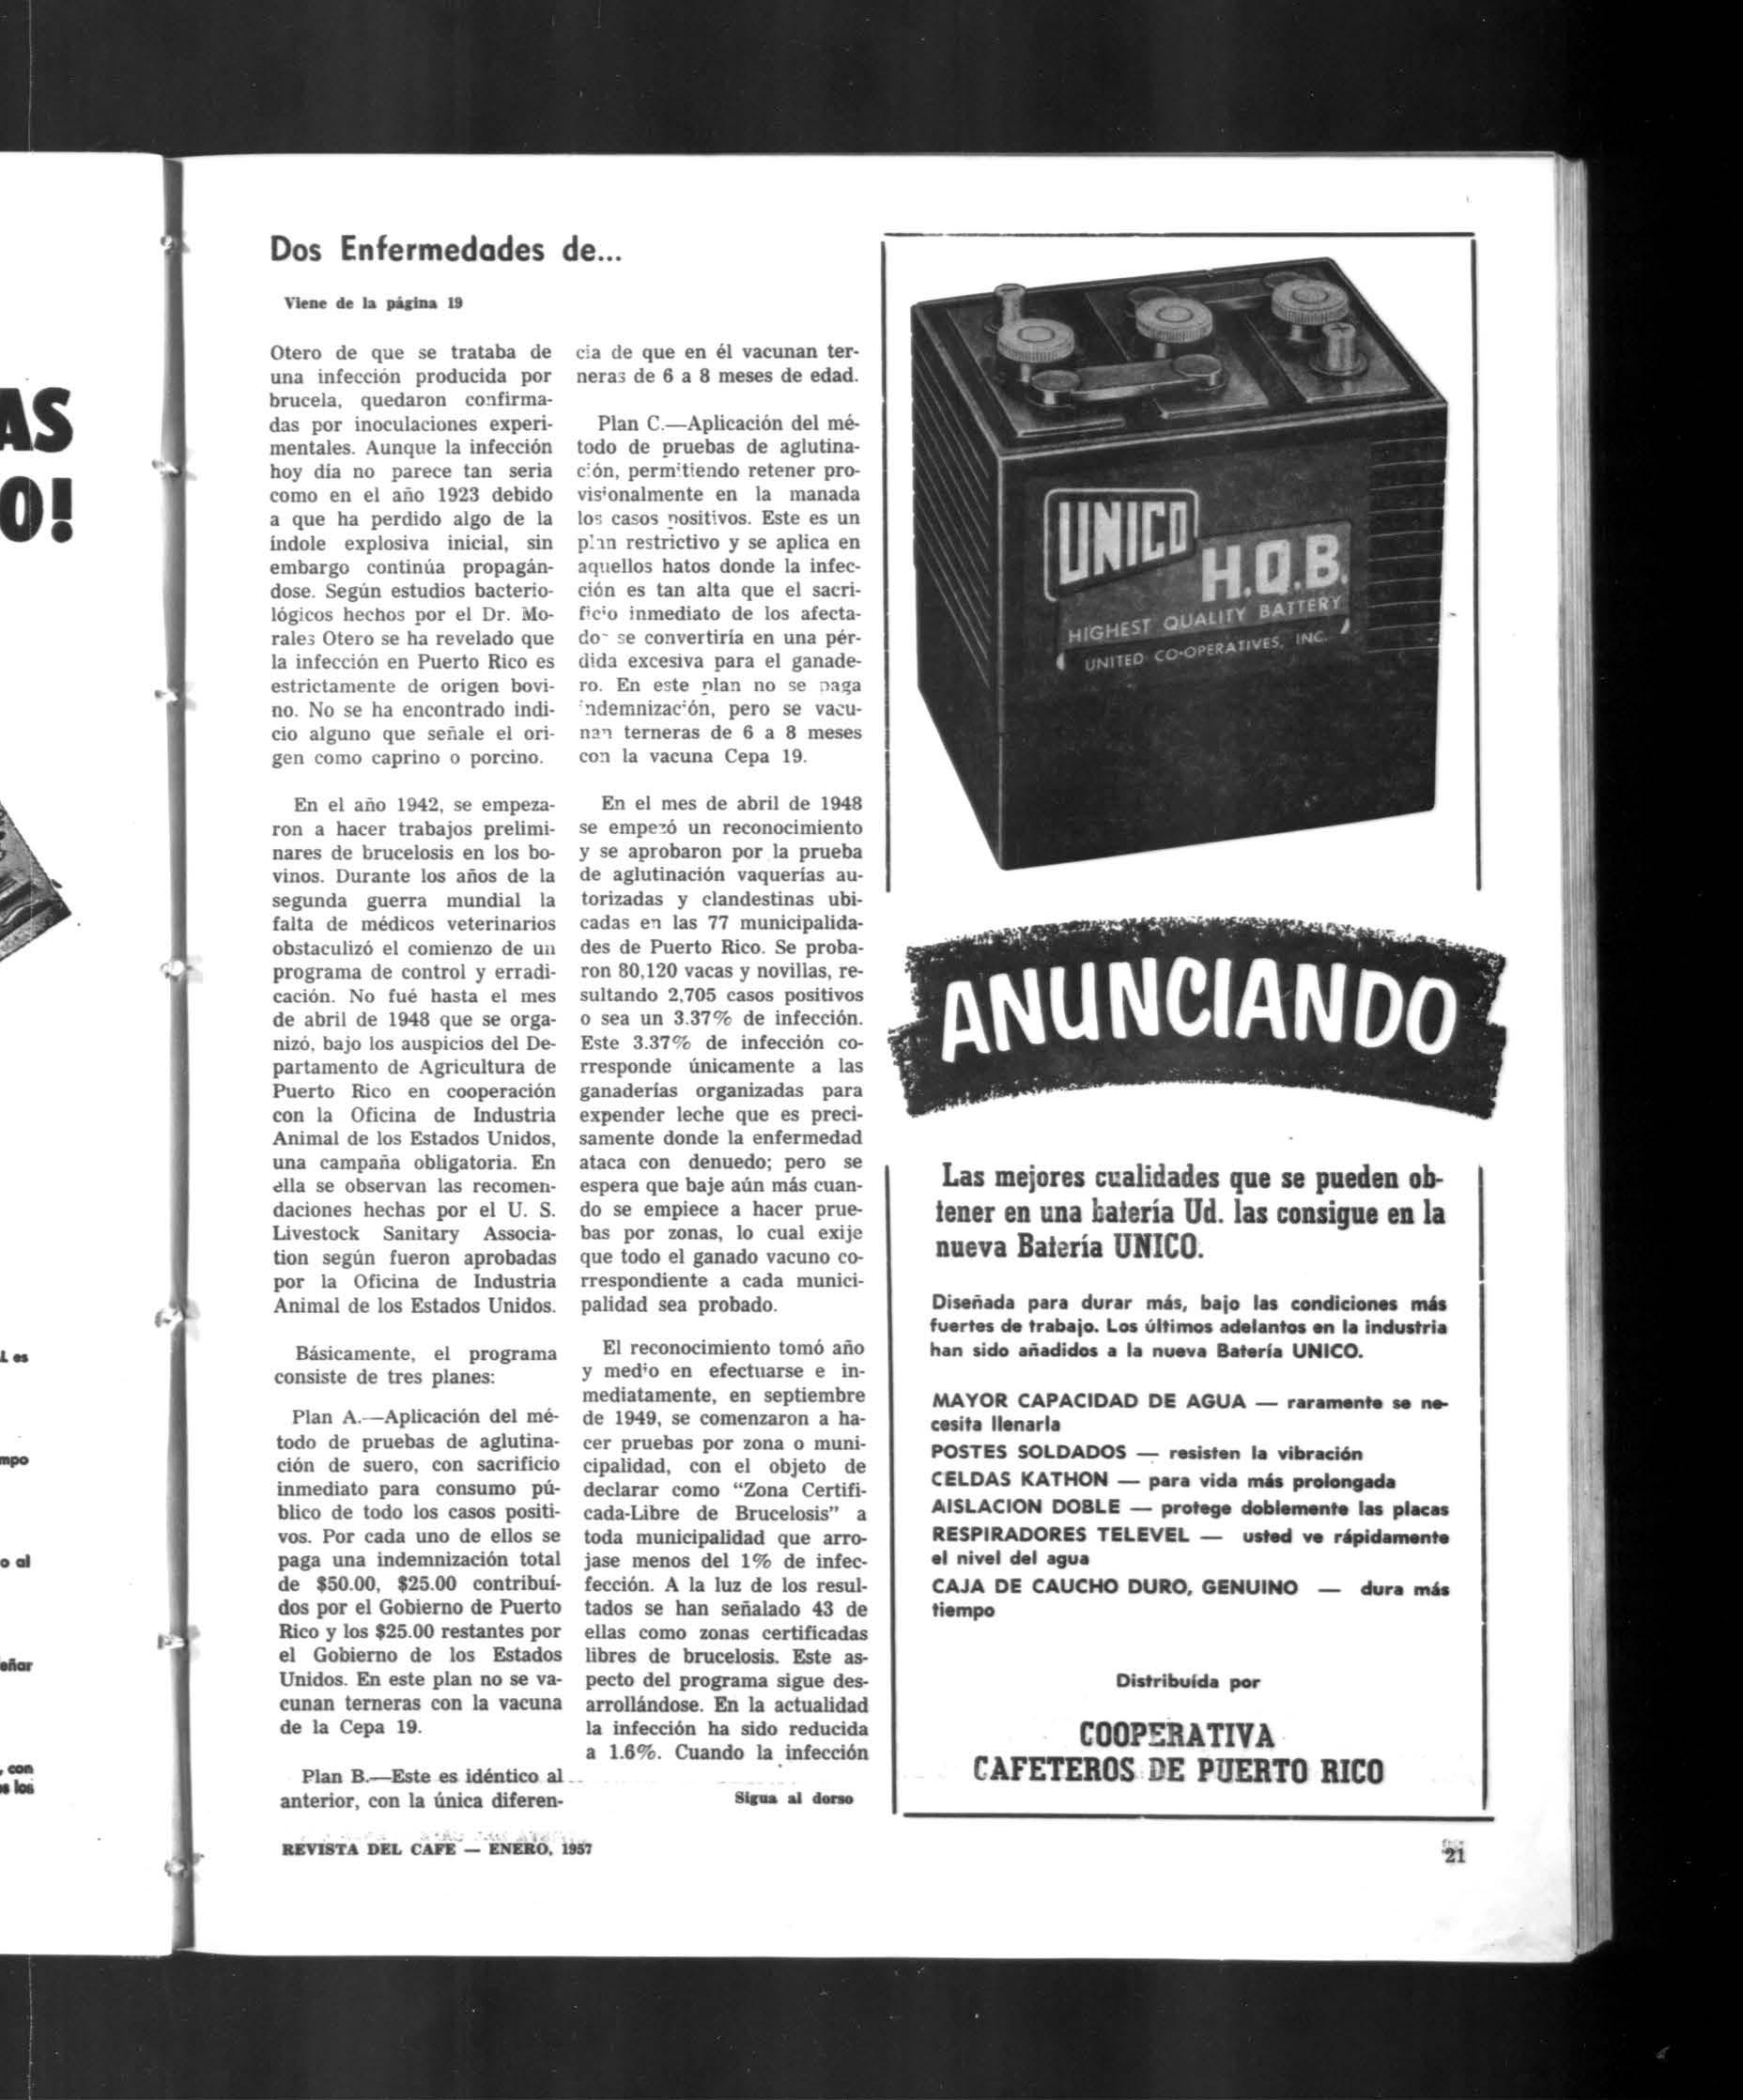 AS
O!
L es
mpo
o al
eñar
, con
s los
Dos Enfermedades de...
Viene de la página 19
Otero de que se trataba de
una infección producida por
brucela, quedaron confirma-
das por inoculaciones experi-
mentales. Aunque la infección
hoy día no parece tan seria
como en el año 1923 debido
a que ha perdido algo de la
índole explosiva inicial, sin
embargo continúa propagán-
dose. Según estudios bacterio-
lógicos hechos por el Dr. Mo-
rales Otero se ha revelado que
la infección en Puerto Rico es
estrictamente de origen bovi-
no. No se ha encontrado indi-
cio alguno que señale el ori-
gen como caprino o porcino.
En el año 1942, se empeza-
ron a hacer trabajos prelimi-
nares de brucelosis en los bo-
vinos. Durante los años de la
segunda guerra mundial la
falta de médicos veterinarios
obstaculizó el comienzo de un
programa de control y erradi-
cación. No fué hasta el mes
de abril de 1948 que se orga-
nizó, bajo los auspicios del De-
partamento de Agricultura de
Puerto Rico en cooperación
con la Oficina de Industria
Animal de los Estados Unidos,
una campaña obligatoria. En
ella se observan las recomen-
daciones hechas por el U. S.
Livestock Sanitary Associa-
tion según fueron aprobadas
por la Oficina de Industria
Animal de los Estados Unidos.
Básicamente, el programa
consiste de tres planes:
Plan A.—Aplicación del mé-
todo de pruebas de aglutina-
ción de suero, con sacrificio
inmediato para consumo pú-
blico de todo los casos positi-
vos. Por cada uno de ellos se
paga una indemnización total
de $50.00, $25.00 contribuí-
dos por el Gobierno de Puerto
Rico y los $25.00 restantes por
el Gobierno de los Estados
Unidos. En este plan no se va-
cunan terneras con la vacuna
de la Cepa 19.
Plan B.—Este es idéntico al
anterior, con la única diferen-
cia de que en él vacunan ter-
neras de 6 a 8 meses de edad.
Plan C.—Aplicación del mé-
todo de pruebas de aglutina-
ción, permitiendo retener pro-
visionalmente en la manada
los casos positivos. Este es un
plan restrictivo y se aplica en
aquellos hatos donde la infec-
ción es tan alta que el sacri-
ficio inmediato de los afecta-
dos se convertiría en una pér-
dida excesiva para el ganade-
ro. En este plan no se paga
indemnización, pero se vacu-
nan terneras de 6 a 8 meses
con la vacuna Cepa 19.
En el mes de abril de 1948
se empezó un reconocimiento
y se aprobaron por la prueba
de aglutinación vaquerías au-
torizadas y clandestinas ubi-
cadas en las 77 municipalida-
des de Puerto Rico. Se proba-
ron 80,120 vacas y novillas, re-
sultando 2,705 casos positivos
o sea un 3.37% de infección.
Este 3.37% de infección co-
rresponde únicamente a las
ganaderías organizadas para
expender leche que es preci-
samente donde la enfermedad
ataca con denuedo; pero se
espera que baje aún más cuan-
do se empiece a hacer prue-
bas por zonas, lo cual exije
que todo el ganado vacuno co-
rrespondiente a cada munici-
palidad sea probado.
El reconocimiento tomó año
y medio en efectuarse e in-
mediatamente, en septiembre
de 1949, se comenzaron a ha-
cer pruebas por zona o muni-
cipalidad, con el objeto de
declarar como “Zona Certifi-
cada-Libre de Brucelosis” a
toda municipalidad que arro-
jase menos del 1% de infec-
fección. A la luz de los resul-
tados se han señalado 43 de
ellas como zonas certificadas
libres de brucelosis. Este as-
pecto del programa sigue des-
arrollándose. En la actualidad
la infección ha sido reducida
a 1.6%. Cuando la infección
Sigua al dorso
UNICO
H.Q.B.
HIGHEST QUALITY BATTERY
UNITED CO-OPERATIVES, INC.
ANUNCIANDO
Las mejores cualidades que se pueden ob-
tener en una batería Ud. las consigue en la
nueva Batería UNICO.
Diseñada para durar más, bajo las condiciones más
fuertes de trabajo. Los últimos adelantos en la industria
han sido añadidos a la nueva Batería UNICO.
MAYOR CAPACIDAD DE AGUA — raramente se ne-
cesita llenarla
POSTES SOLDADOS — resisten la vibración
CELDAS KATHON — para vida más prolongada
AISLACION DOBLE — protege doblemente las placas
RESPIRADORES TELEVEL — usted ve rápidamente
el nivel del agua
CAJA DE CAUCHO DURO, GENUINO — dura más
tiempo
Distribuída por
COOPERATIVA
CAFETEROS DE PUERTO RICO
REVISTA DEL CAFE — ENERO, 1957
21